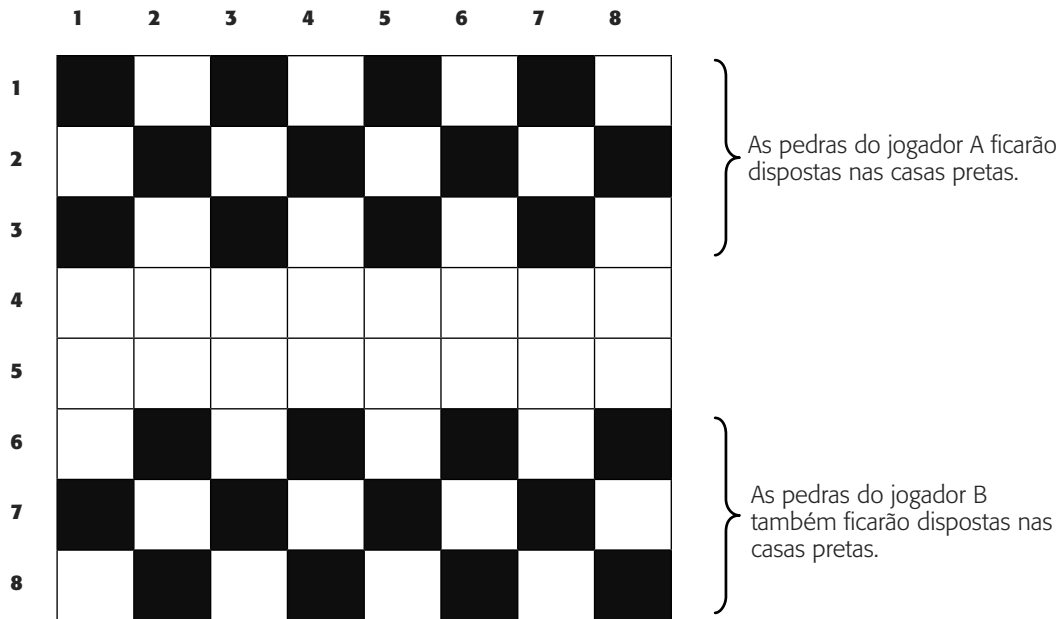 1 2 3 4 5 6 7 8
1
2
As pedras do jogador A ficarão
dispostas nas casas pretas.
3
4
5
6
7
As pedras do jogador B
também ficarão dispostas nas
casas pretas.
8